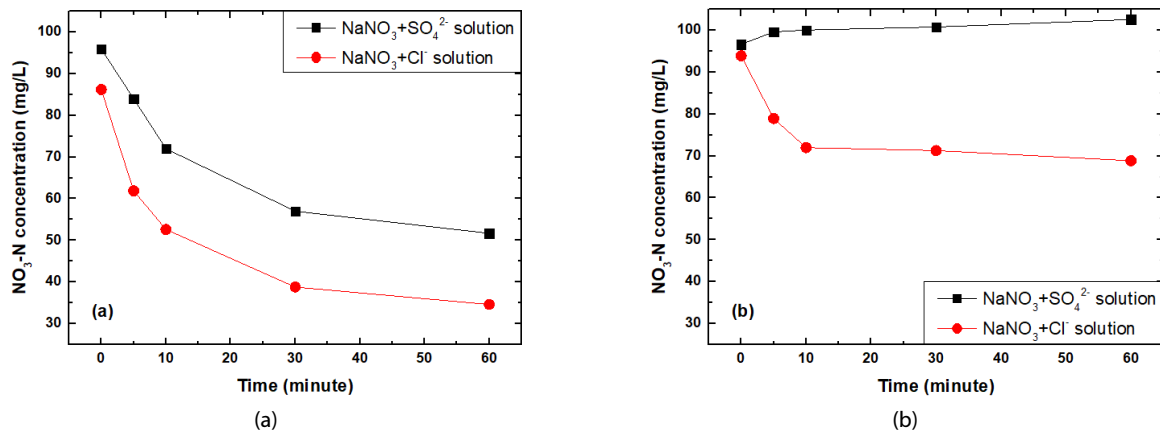 NaNO₃+SO₄²⁻ solution
NaNO₃+Cl⁻ solution
100
90
80
70
60
50
40
30
NO₃-N concentration (mg/L)
(a)
0 10 20 30 40 50 60
Time (minute)
(a)
100
90
80
70
60
50
40
30
NO₃-N concentration (mg/L)
(b)
NaNO₃+SO₄²⁻ solution
NaNO₃+Cl⁻ solution
0 10 20 30 40 50 60
Time (minute)
(b)